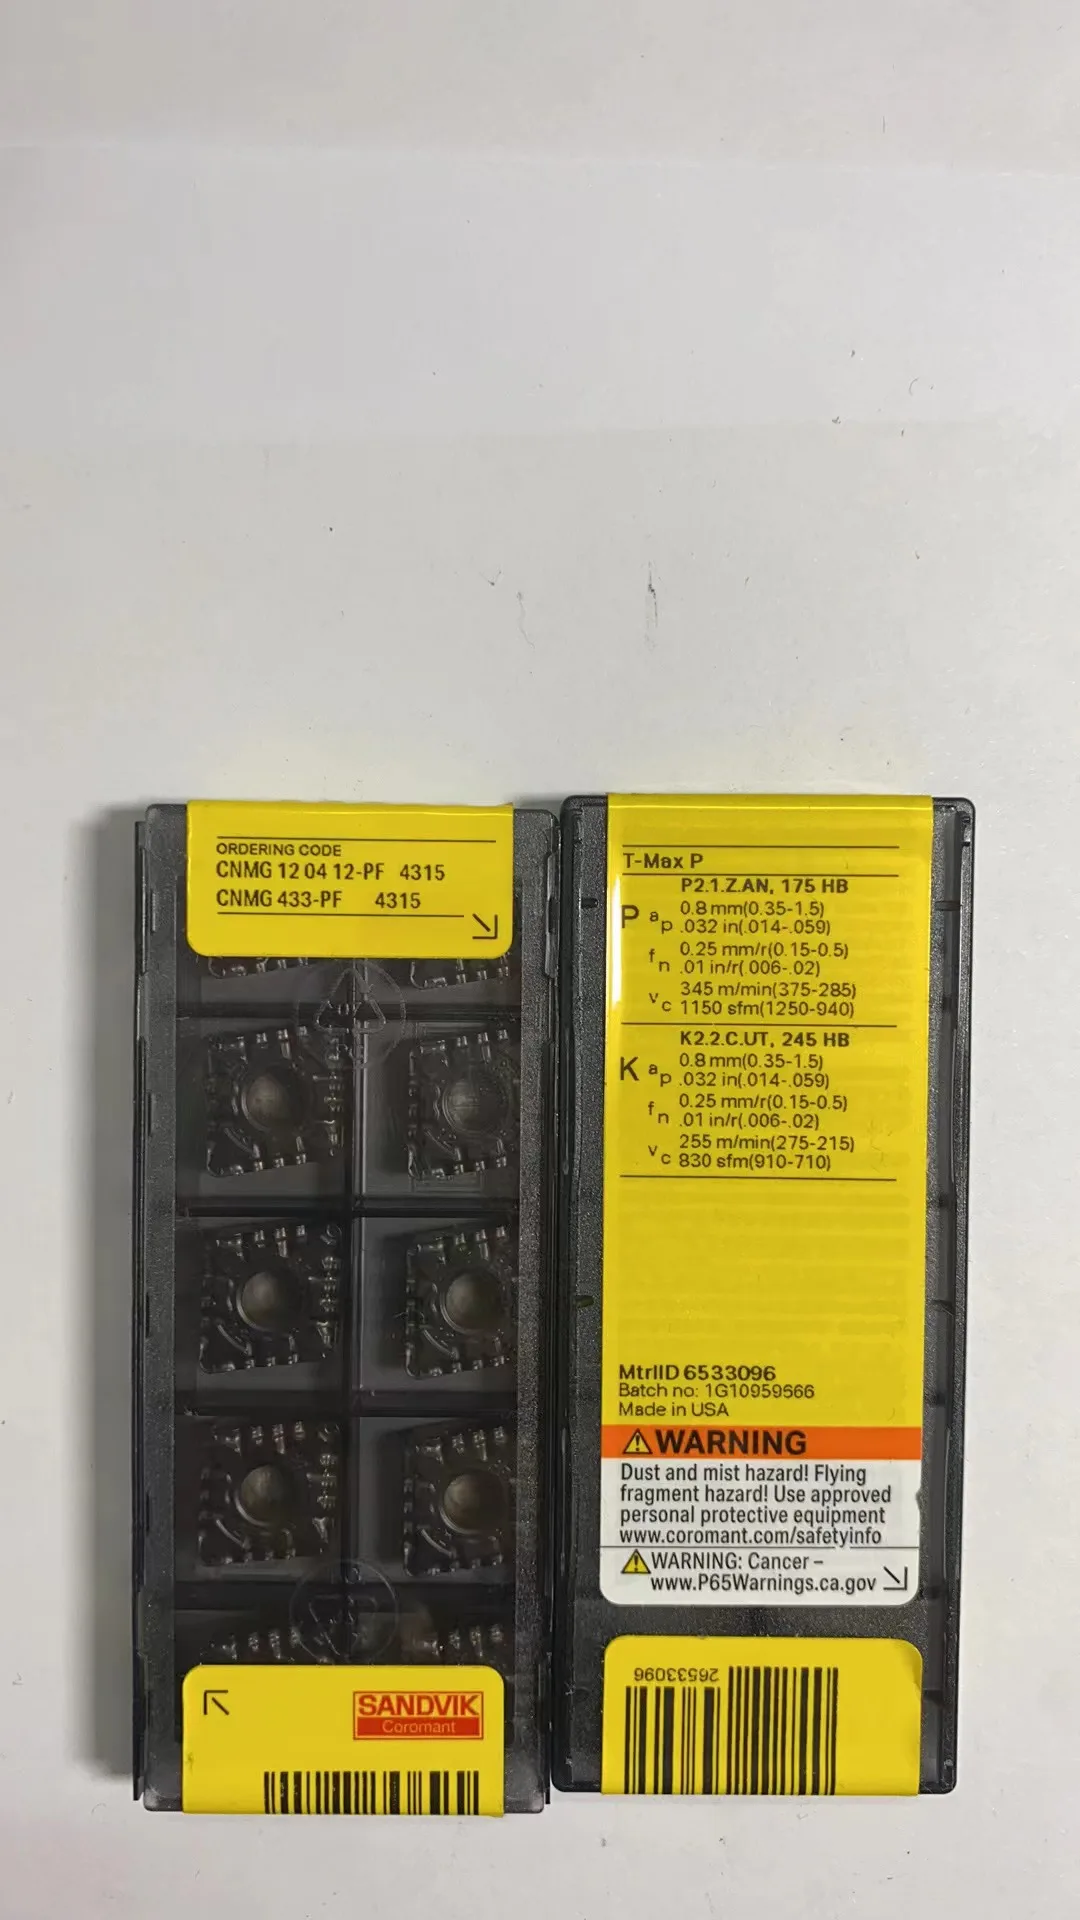 ORDERING CODE
CNMG 12 04 12-PF 4315
CNMG 433-PF 4315
SANDVIK
Coromant
T-Max P
P2.1.Z.AN, 175 HB
P ap 0.8 mm(0.35-1.5)
.032 in(.014-.059)
fn 0.25 mm/r(0.15-0.5)
.01 in/r(.006-.02)
vc 345 m/min(375-285)
1150 sfm(1250-940)
K2.2.C.UT, 245 HB
K ap 0.8 mm(0.35-1.5)
.032 in(.014-.059)
fn 0.25 mm/r(0.15-0.5)
.01 in/r(.006-.02)
vc 255 m/min(275-215)
830 sfm(910-710)
MtrlID 6533096
Batch no: 1G10959566
Made in USA
WARNING
Dust and mist hazard! Flying
fragment hazard! Use approved
personal protective equipment
www.coromant.com/safetyinfo
WARNING: Cancer –
www.P65Warnings.ca.gov
26533096